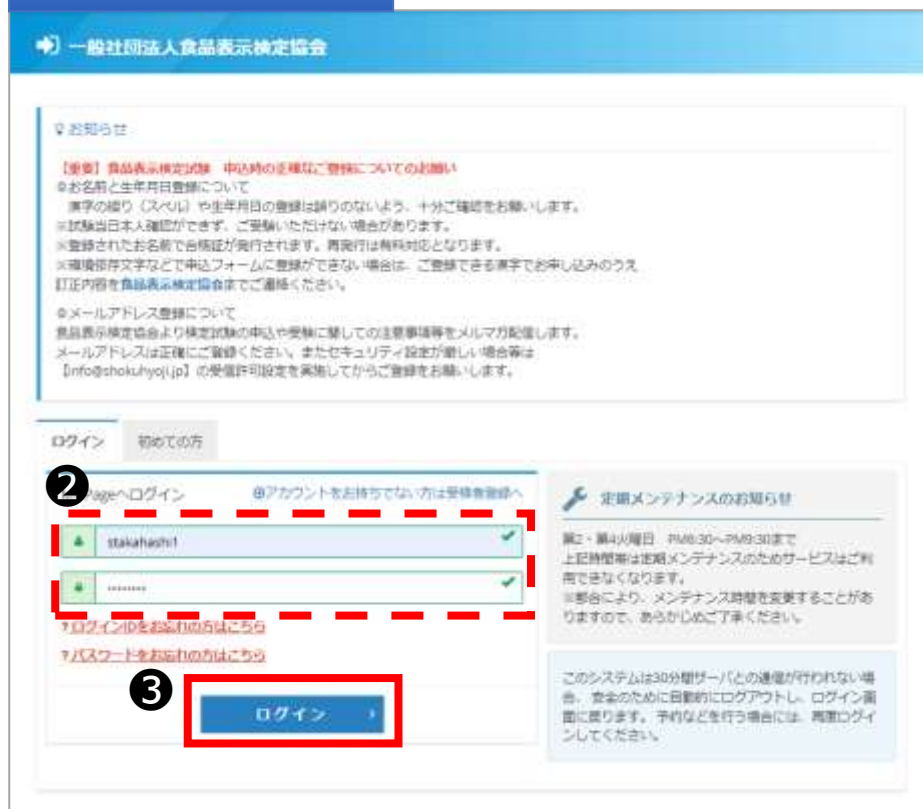 一般社団法人食品表示検定協会
お知らせ
【重要】食品表示検定試験 申込時の正確なご登録についてのお願い
◎お名前と生年月日登録について
漢字の綴り（スペル）や生年月日の登録は誤りのないよう、十分ご確認をお願いします。
※試験当日本人確認ができず、ご受験いただけない場合があります。
※登録されたお名前で合格証が発行されます。再発行は有料対応となります。
※環境依存文字などで申込フォームに登録ができない場合は、ご登録できる漢字でお申し込みのうえ
訂正内容を食品表示検定協会までご連絡ください。
◎メールアドレス登録について
食品表示検定協会より検定試験の申込や受験に関しての注意事項等をメルマガ配信します。
メールアドレスは正確にご登録ください。またセキュリティ設定が厳しい場合等は
【info@shokuhyoji.jp】の受信許可設定を実施してからご登録をお願いします。
ログイン 初めての方
❷
Pageへログイン ⊕アカウントをお持ちでない方は受験者登録へ
stakahashi1
........
?ログインIDをお忘れの方はこちら
?パスワードをお忘れの方はこちら
❸
ログイン ›
定期メンテナンスのお知らせ
第2・第4火曜日 PM6:30～PM9:30まで
上記時間帯は定期メンテナンスのためサービスはご利
用できなくなります。
※都合により、メンテナンス時間を変更することがあ
りますので、あらかじめご了承ください。
このシステムは30分間サーバとの通信が行われない場
合、安全のために自動的にログアウトし、ログイン画
面に戻ります。予約などを行う場合には、再度ログイ
ンしてください。